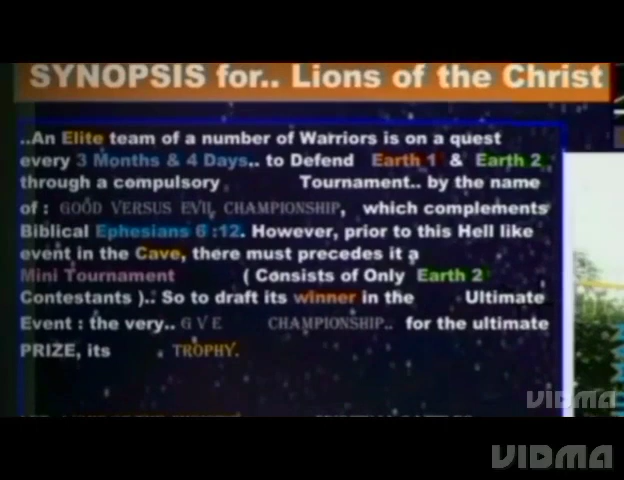 SYNOPSIS for.. Lions of the Christ
..An Elite team of a number of Warriors is on a quest
every 3 Months & 4 Days.. to Defend Earth 1 & Earth 2
through a compulsory Tournament.. by the name
of : GOOD VERSUS EVIL CHAMPIONSHIP, which complements
Biblical Ephesians 6 :12. However, prior to this Hell like
event in the Cave, there must precedes it a
Mini Tournament ( Consists of Only Earth 2
Contestants ).. So to draft its winner in the Ultimate
Event : the very.. G V E CHAMPIONSHIP.. for the ultimate
PRIZE, its . TROPHY.
VIDMA
VIDMA